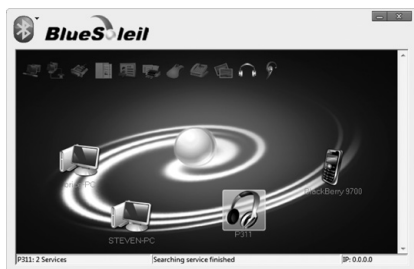 BlueSoleil
BlackBerry 9700
P311
STEVEN-PC
P311: 2 Services
Searching service finished
IP: 0.0.0.0